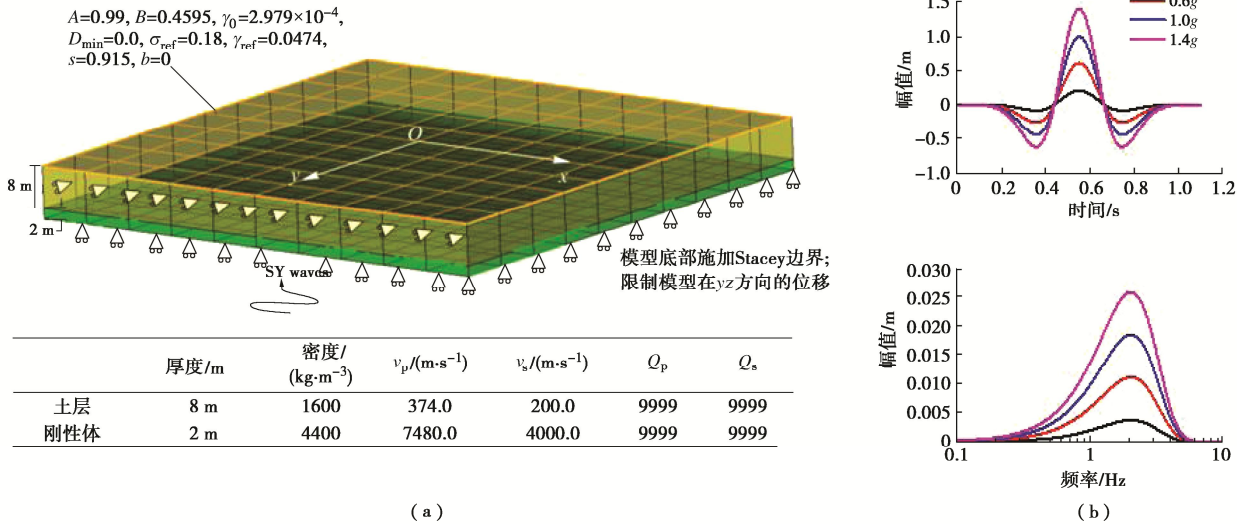 A=0.99, B=0.4595, γ0=2.979×10−4,
Dmin=0.0, σref=0.18, γref=0.0474,
s=0.915, b=0
O
y
x
8 m
2 m
SY waves
模型底部施加Stacey边界;
限制模型在yz方向的位移
厚度/m 密度/(kg·m−3) vp/(m·s−1) vs/(m·s−1) Qp Qs
土层 8 m 1600 374.0 200.0 9999 9999
刚性体 2 m 4400 7480.0 4000.0 9999 9999
(a)
0.6g
1.0g
1.4g
幅值/m
1.5
1.0
0.5
0
−0.5
−1.0
0 0.2 0.4 0.6 0.8 1.0 1.2
时间/s
幅值/m
0.030
0.025
0.020
0.015
0.010
0.005
0
0.1 1 10
频率/Hz
(b)